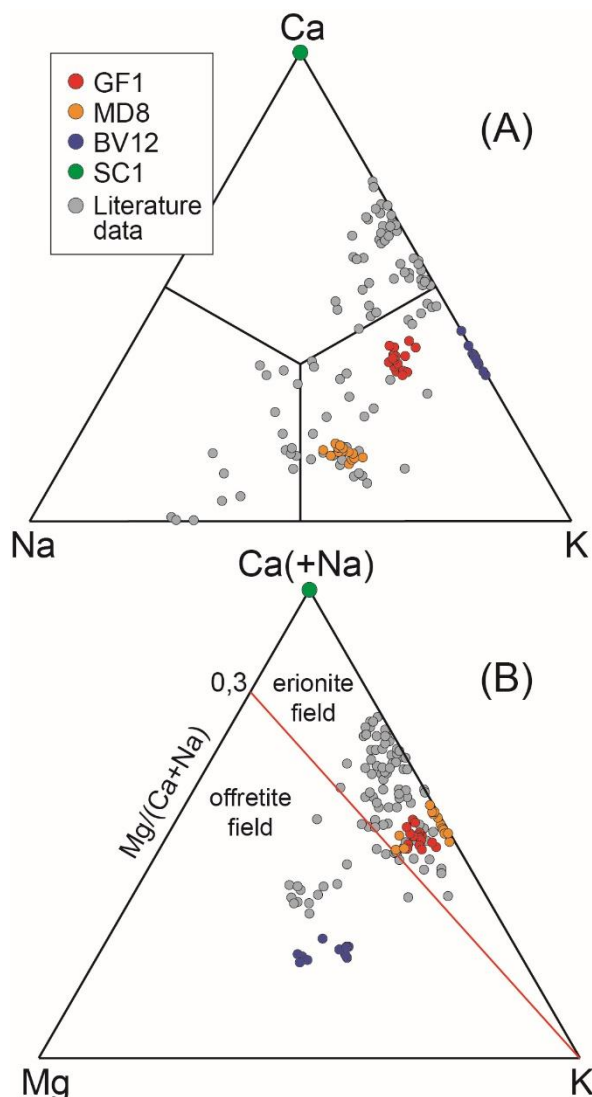 Ca
GF1
MD8
BV12
SC1
Literature
data
(A)
Na
K
Ca(+Na)
(B)
0,3
erionite
field
Mg/(Ca+Na)
offretite
field
Mg
K